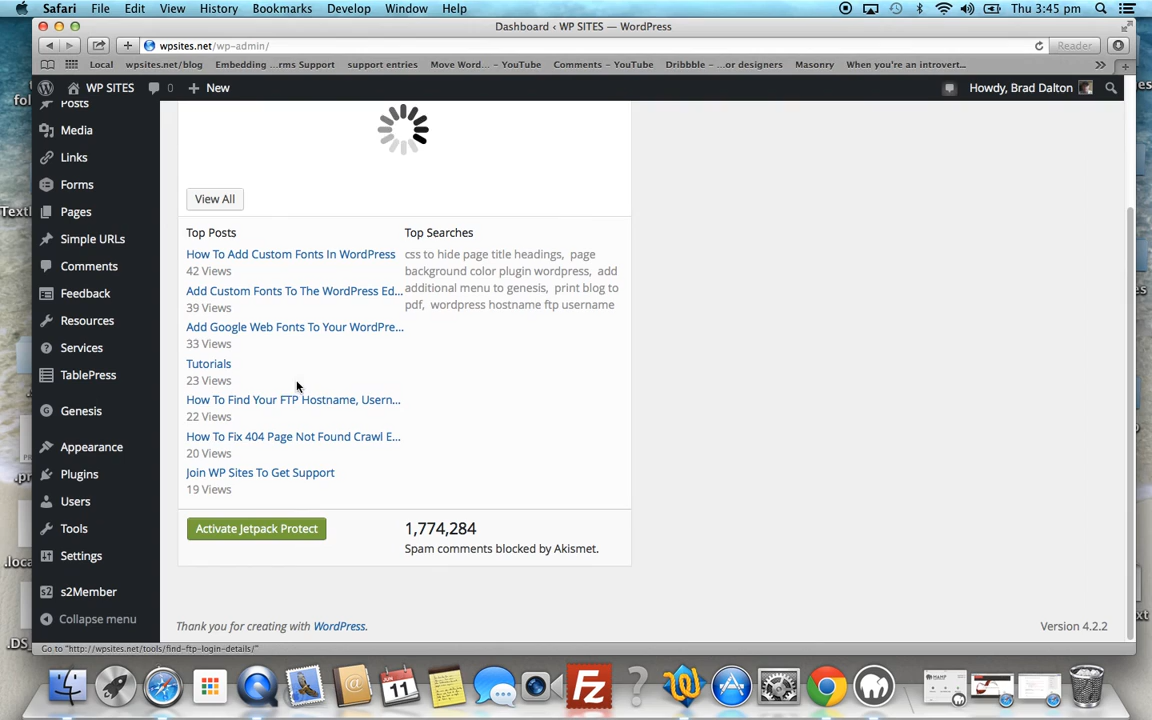 Safari File Edit View History Bookmarks Develop Window Help Thu 3:45 pm
Dashboard ‹ WP SITES — WordPress
wpsites.net/wp-admin/ Reader
Local wpsites.net/blog Embedding ...rms Support support entries Move Word... – YouTube Comments – YouTube Dribbble – ...or designers Masonry When you're an introvert...
WP SITES 0 + New Howdy, Brad Dalton
Posts
Media
Links
Forms
Pages
Simple URLs
Comments
Feedback
Resources
Services
TablePress
Genesis
Appearance
Plugins
Users
Tools
Settings
s2Member
Collapse menu
View All
Top Posts
How To Add Custom Fonts In WordPress
42 Views
Add Custom Fonts To The WordPress Ed...
39 Views
Add Google Web Fonts To Your WordPre...
33 Views
Tutorials
23 Views
How To Find Your FTP Hostname, Usern...
22 Views
How To Fix 404 Page Not Found Crawl E...
20 Views
Join WP Sites To Get Support
19 Views
Top Searches
css to hide page title headings, page
background color plugin wordpress, add
additional menu to genesis, print blog to
pdf, wordpress hostname ftp username
Activate Jetpack Protect
1,774,284
Spam comments blocked by Akismet.
Thank you for creating with WordPress.
Version 4.2.2
Go to "http://wpsites.net/tools/find-ftp-login-details/"
JUN
11
Fz